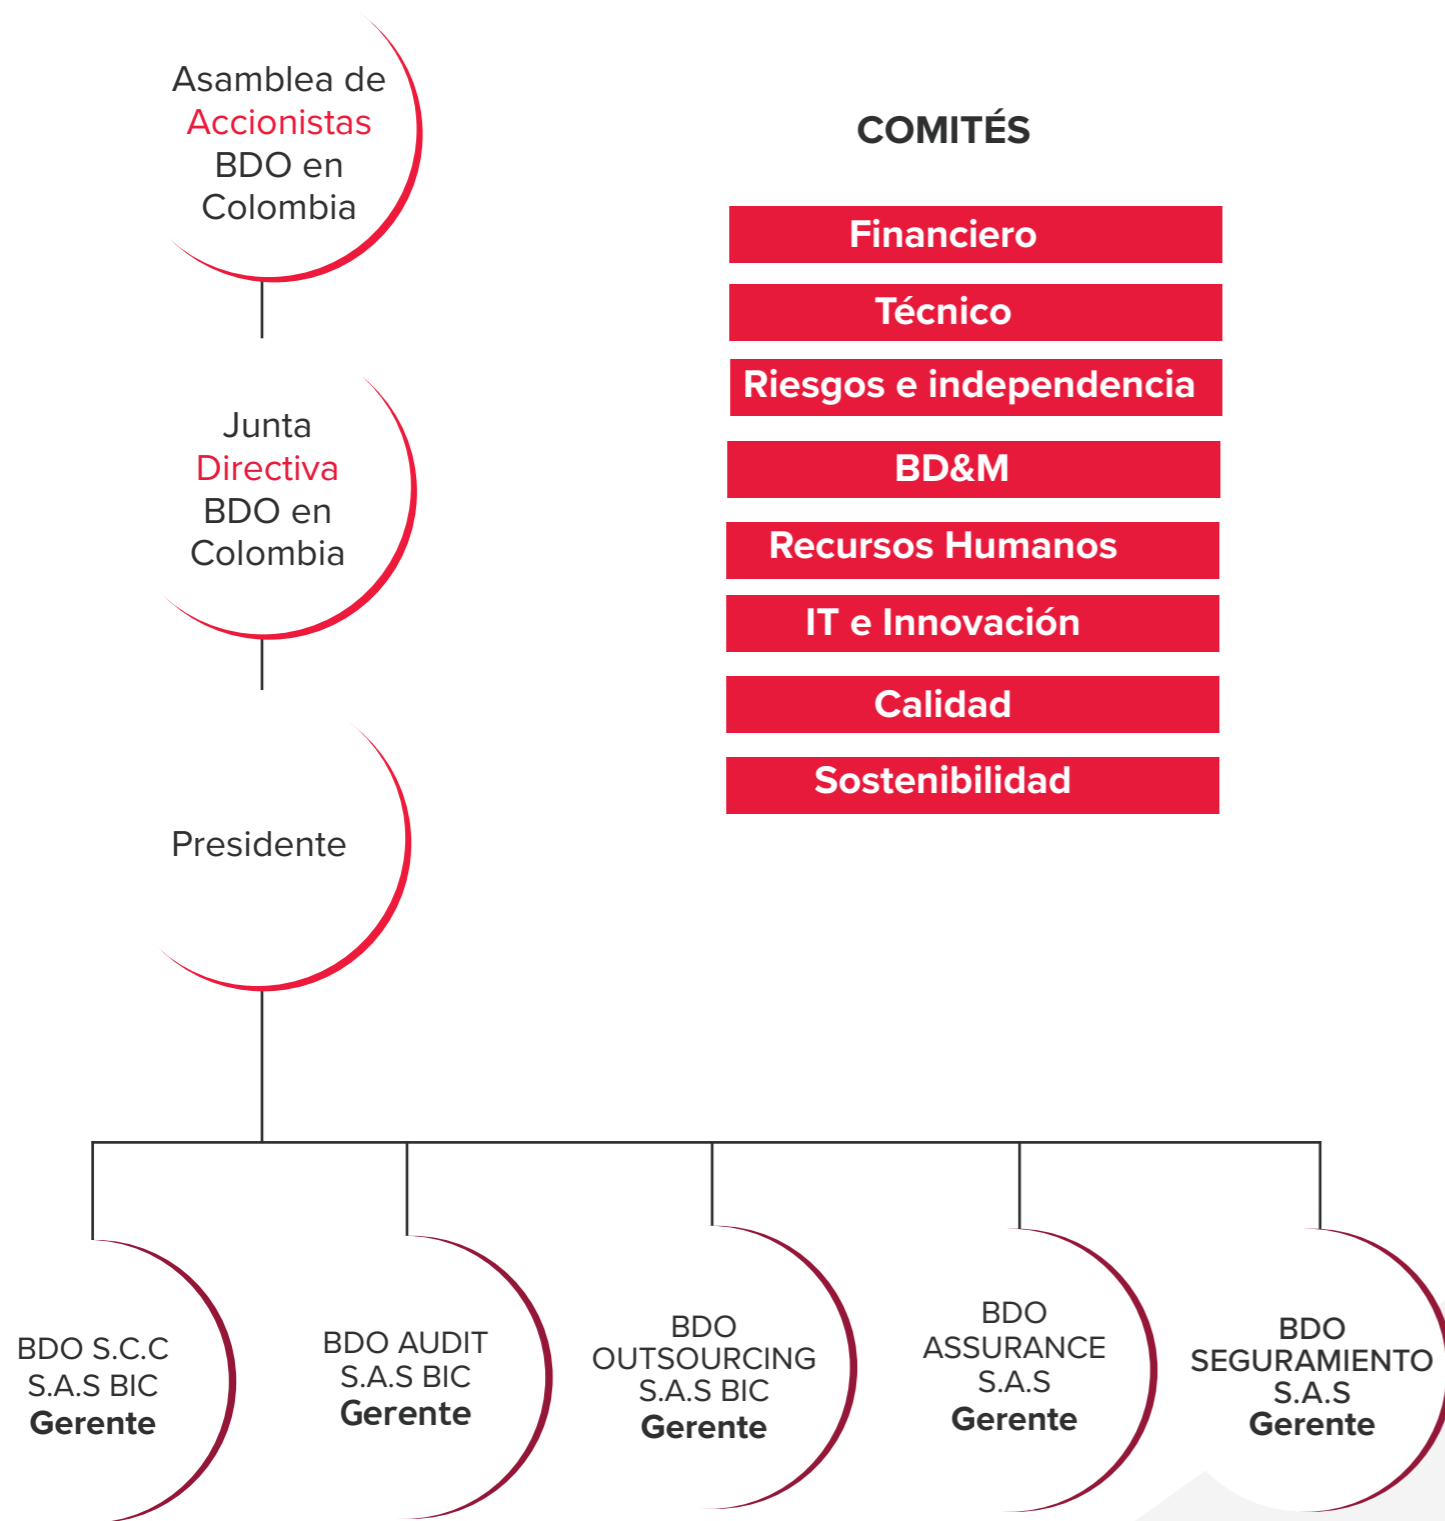 Asamblea de
Accionistas
BDO en
Colombia
Junta
Directiva
BDO en
Colombia
Presidente
COMITÉS
Financiero
Técnico
Riesgos e independencia
BD&M
Recursos Humanos
IT e Innovación
Calidad
Sostenibilidad
BDO S.C.C
S.A.S BIC
Gerente
BDO AUDIT
S.A.S BIC
Gerente
BDO
OUTSOURCING
S.A.S BIC
Gerente
BDO
ASSURANCE
S.A.S
Gerente
BDO
SEGURAMIENTO
S.A.S
Gerente